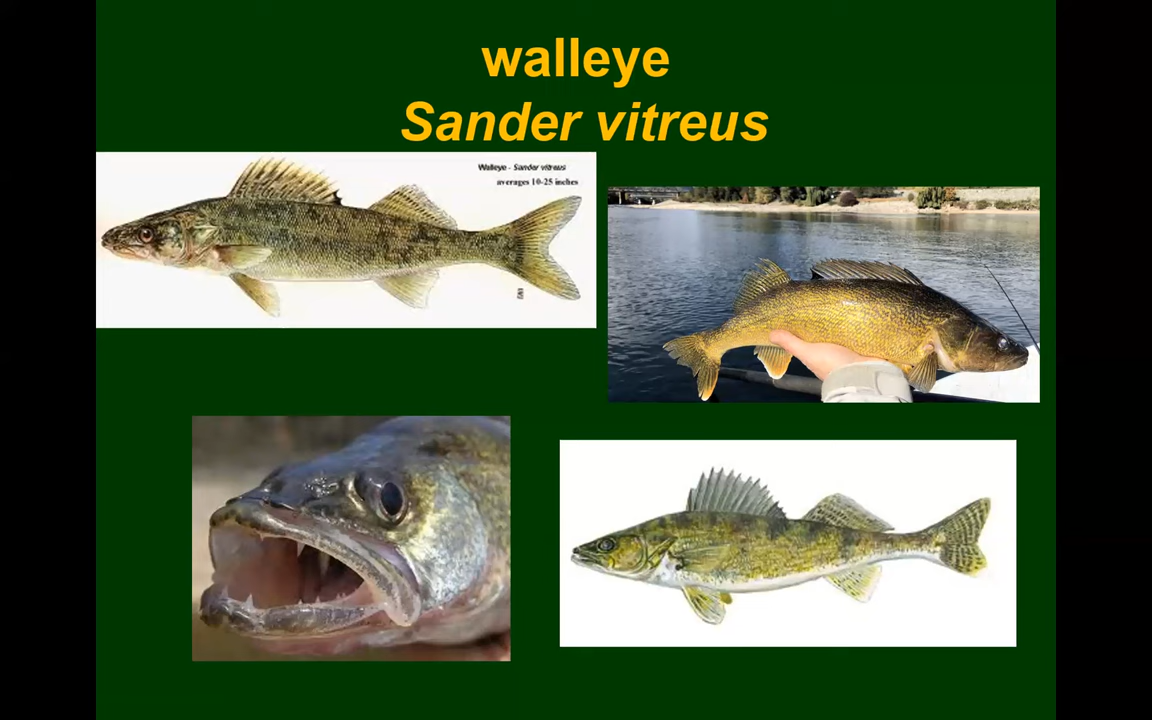 walleye
Sander vitreus
Walleye - Sander vitreus
averages 10-25 inches